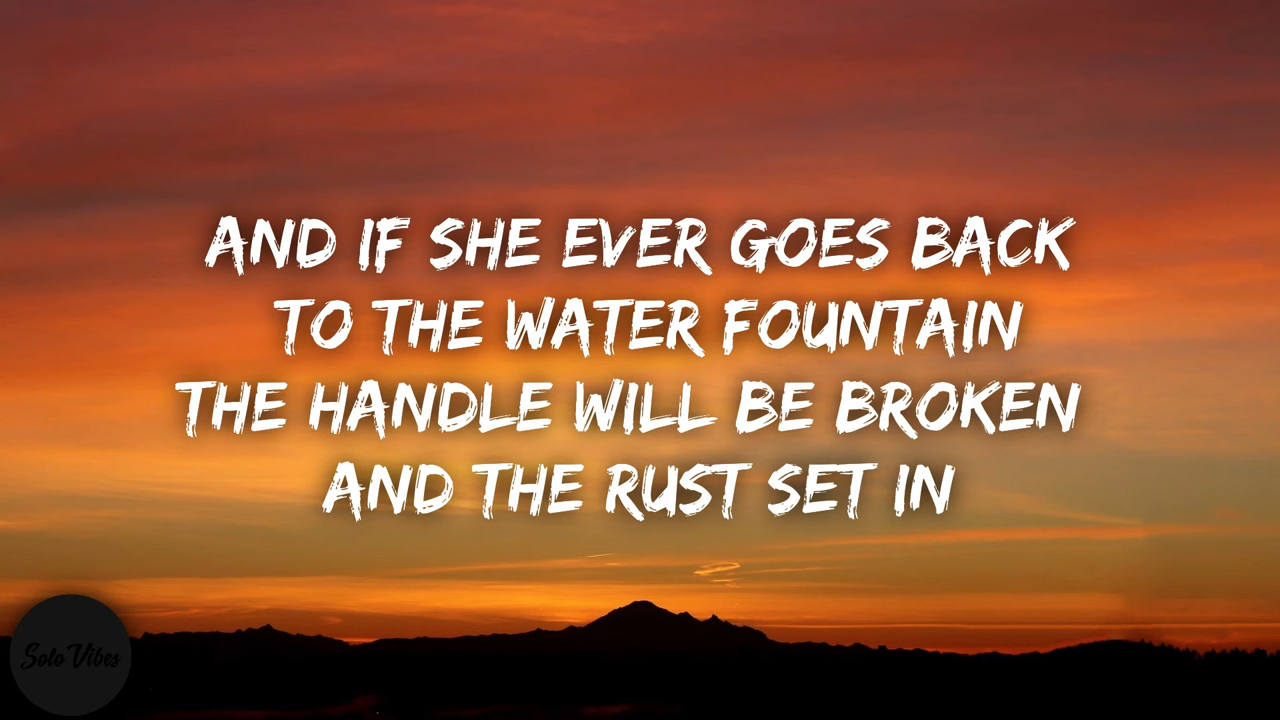 AND IF SHE EVER GOES BACK
TO THE WATER FOUNTAIN
THE HANDLE WILL BE BROKEN
AND THE RUST SET IN
Solo Vibes